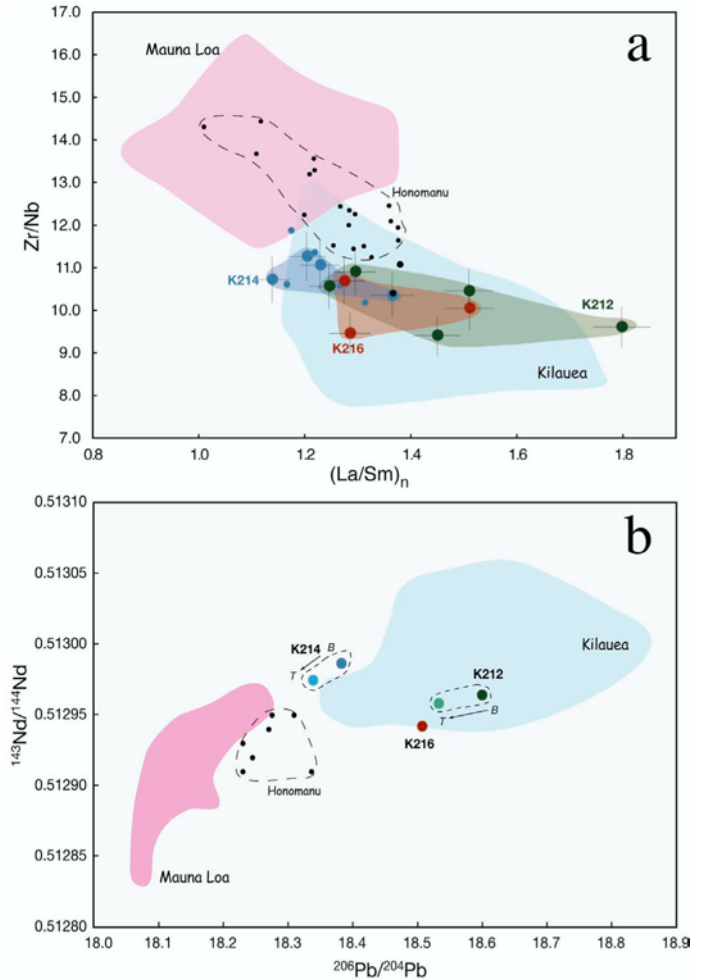 a
17.0
16.0
15.0
14.0
13.0
12.0
11.0
10.0
9.0
8.0
7.0
Zr/Nb
Mauna Loa
Honomanu
K214
K212
K216
Kilauea
0.8 1.0 1.2 1.4 1.6 1.8
(La/Sm)n
b
0.51310
0.51305
0.51300
0.51295
0.51290
0.51285
0.51280
143Nd/144Nd
K214 B
T
Kilauea
K212
T B
K216
Honomanu
Mauna Loa
18.0 18.1 18.2 18.3 18.4 18.5 18.6 18.7 18.8 18.9
206Pb/204Pb